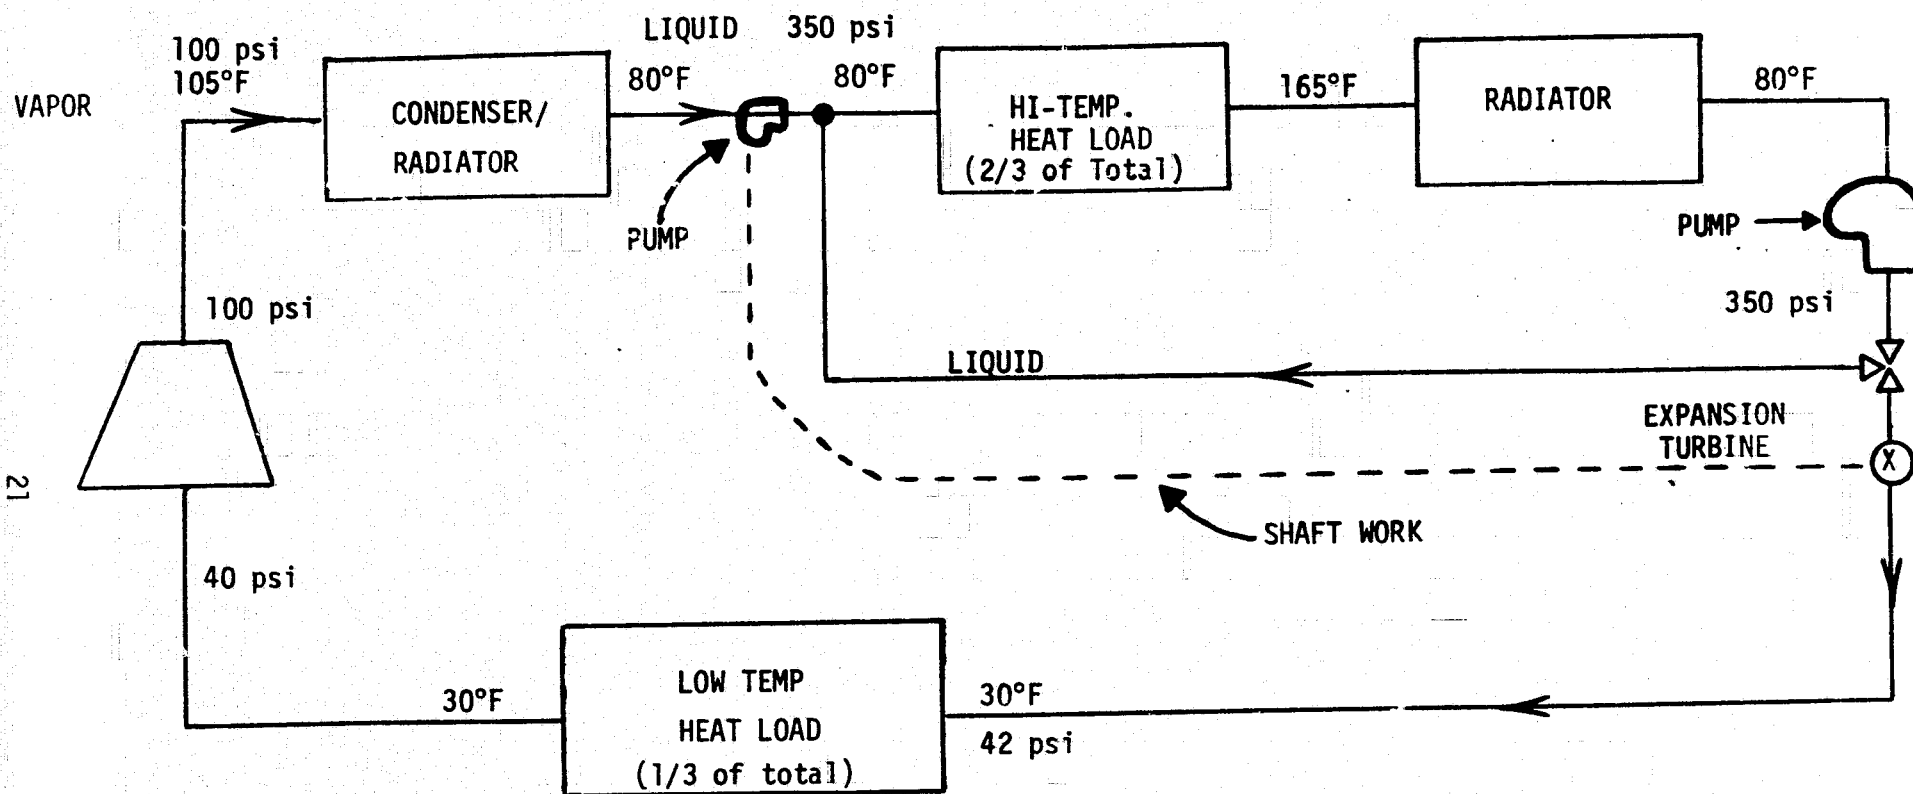 LIQUID 350 psi
100 psi
105°F
80°F
80°F
165°F
80°F
VAPOR
CONDENSER/
RADIATOR
HI-TEMP.
HEAT LOAD
(2/3 of Total)
RADIATOR
PUMP
PUMP
100 psi
350 psi
LIQUID
EXPANSION
TURBINE
X
SHAFT WORK
21
40 psi
30°F
LOW TEMP
HEAT LOAD
(1/3 of total)
30°F
42 psi